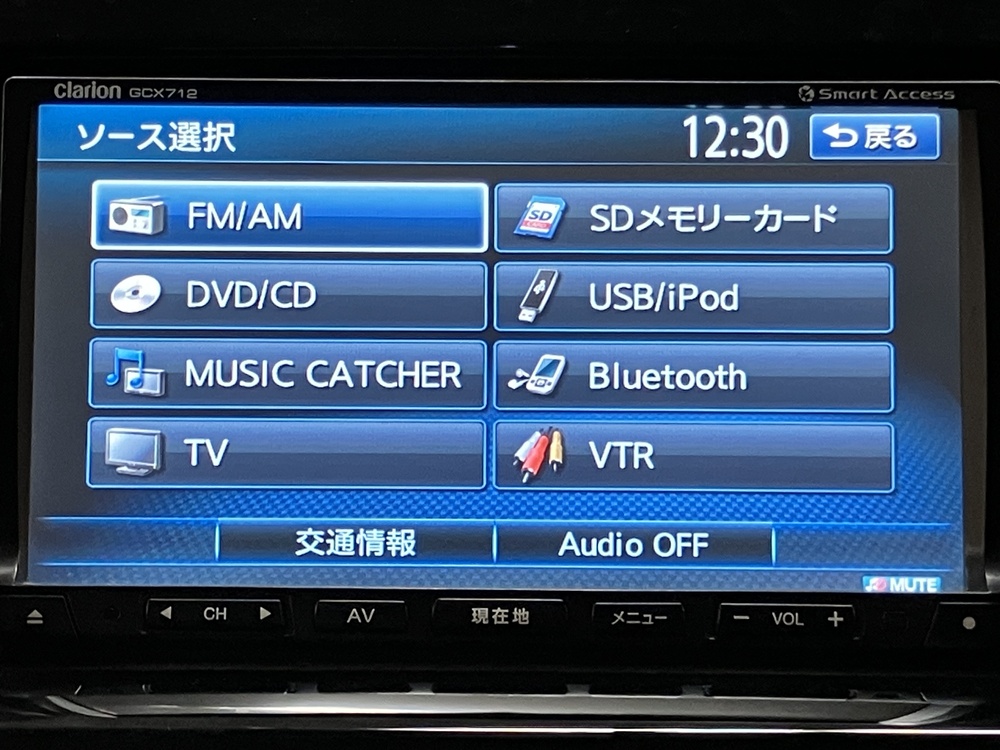 Clarion GCX712
Smart Access
ソース選択
12:30
戻る
FM/AM
SD
SDメモリーカード
DVD/CD
USB/iPod
MUSIC CATCHER
Bluetooth
TV
VTR
交通情報
Audio OFF
MUTE
CH
AV
現在地
メニュー
− VOL +